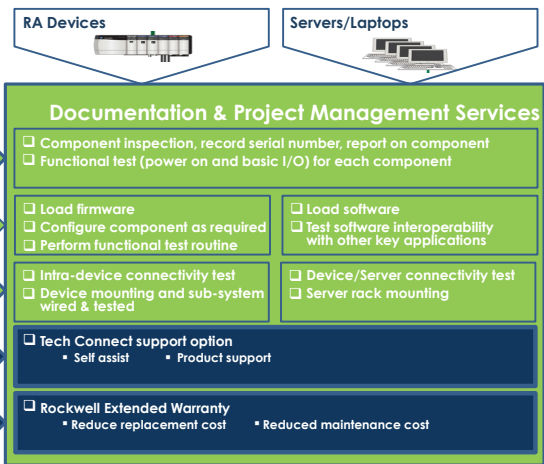 RA Devices
Servers/Laptops
Documentation & Project Management Services
❑ Component inspection, record serial number, report on component
❑ Functional test (power on and basic I/O) for each component
❑ Load firmware
❑ Configure component as required
❑ Perform functional test routine
❑ Load software
❑ Test software interoperability
with other key applications
❑ Intra-device connectivity test
❑ Device mounting and sub-system
wired & tested
❑ Device/Server connectivity test
❑ Server rack mounting
❑ Tech Connect support option
▪ Self assist ▪ Product support
❑ Rockwell Extended Warranty
▪ Reduce replacement cost ▪ Reduced maintenance cost